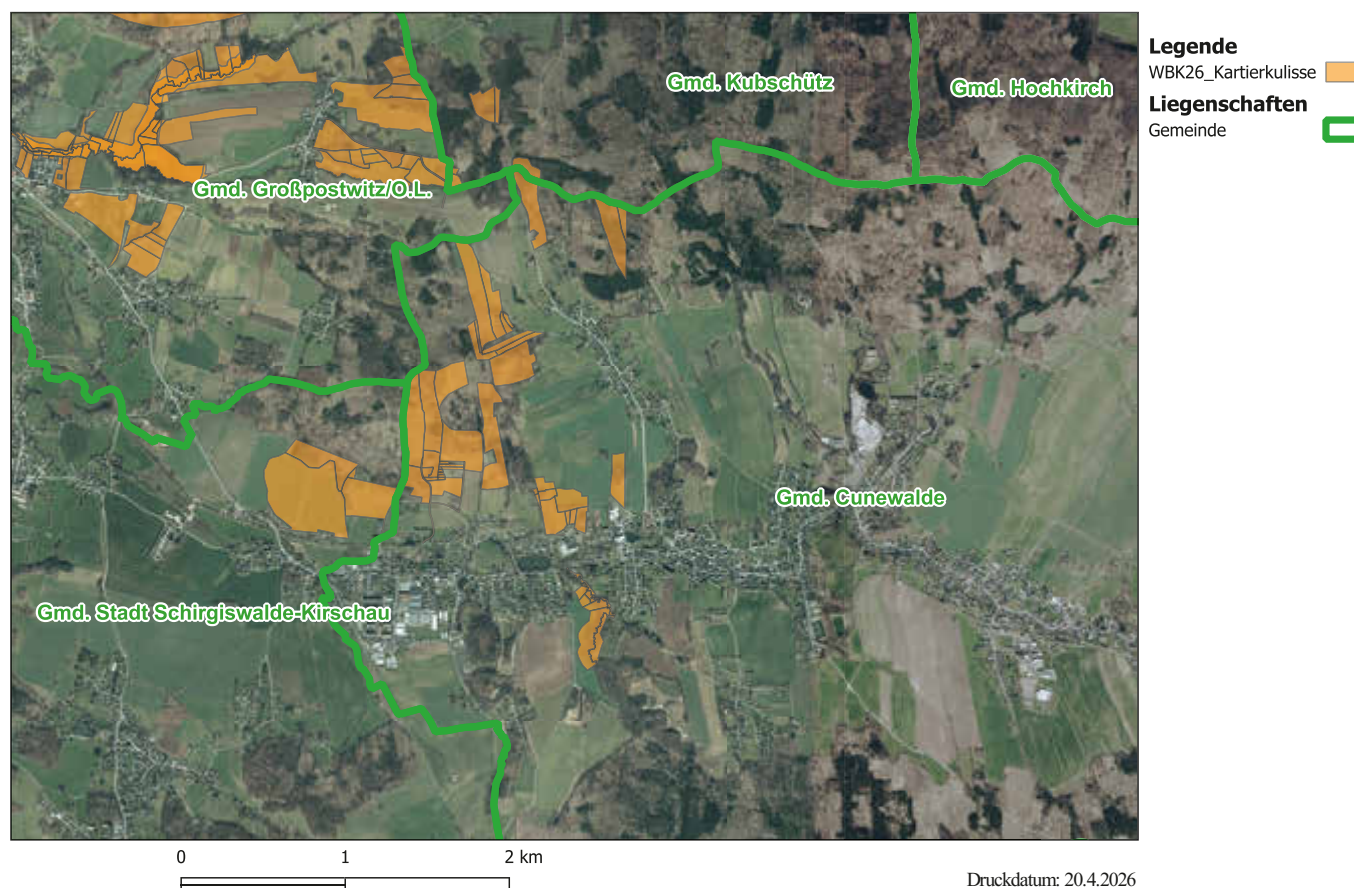 Gmd. Kubschütz
Gmd. Hochkirch
Gmd. Großpostwitz/O.L.
Gmd. Cunewalde
Gmd. Stadt Schirgiswalde-Kirschau
Legende
WBK26_Kartierkulisse
Liegenschaften
Gemeinde
0 1 2 km
Druckdatum: 20.4.2026